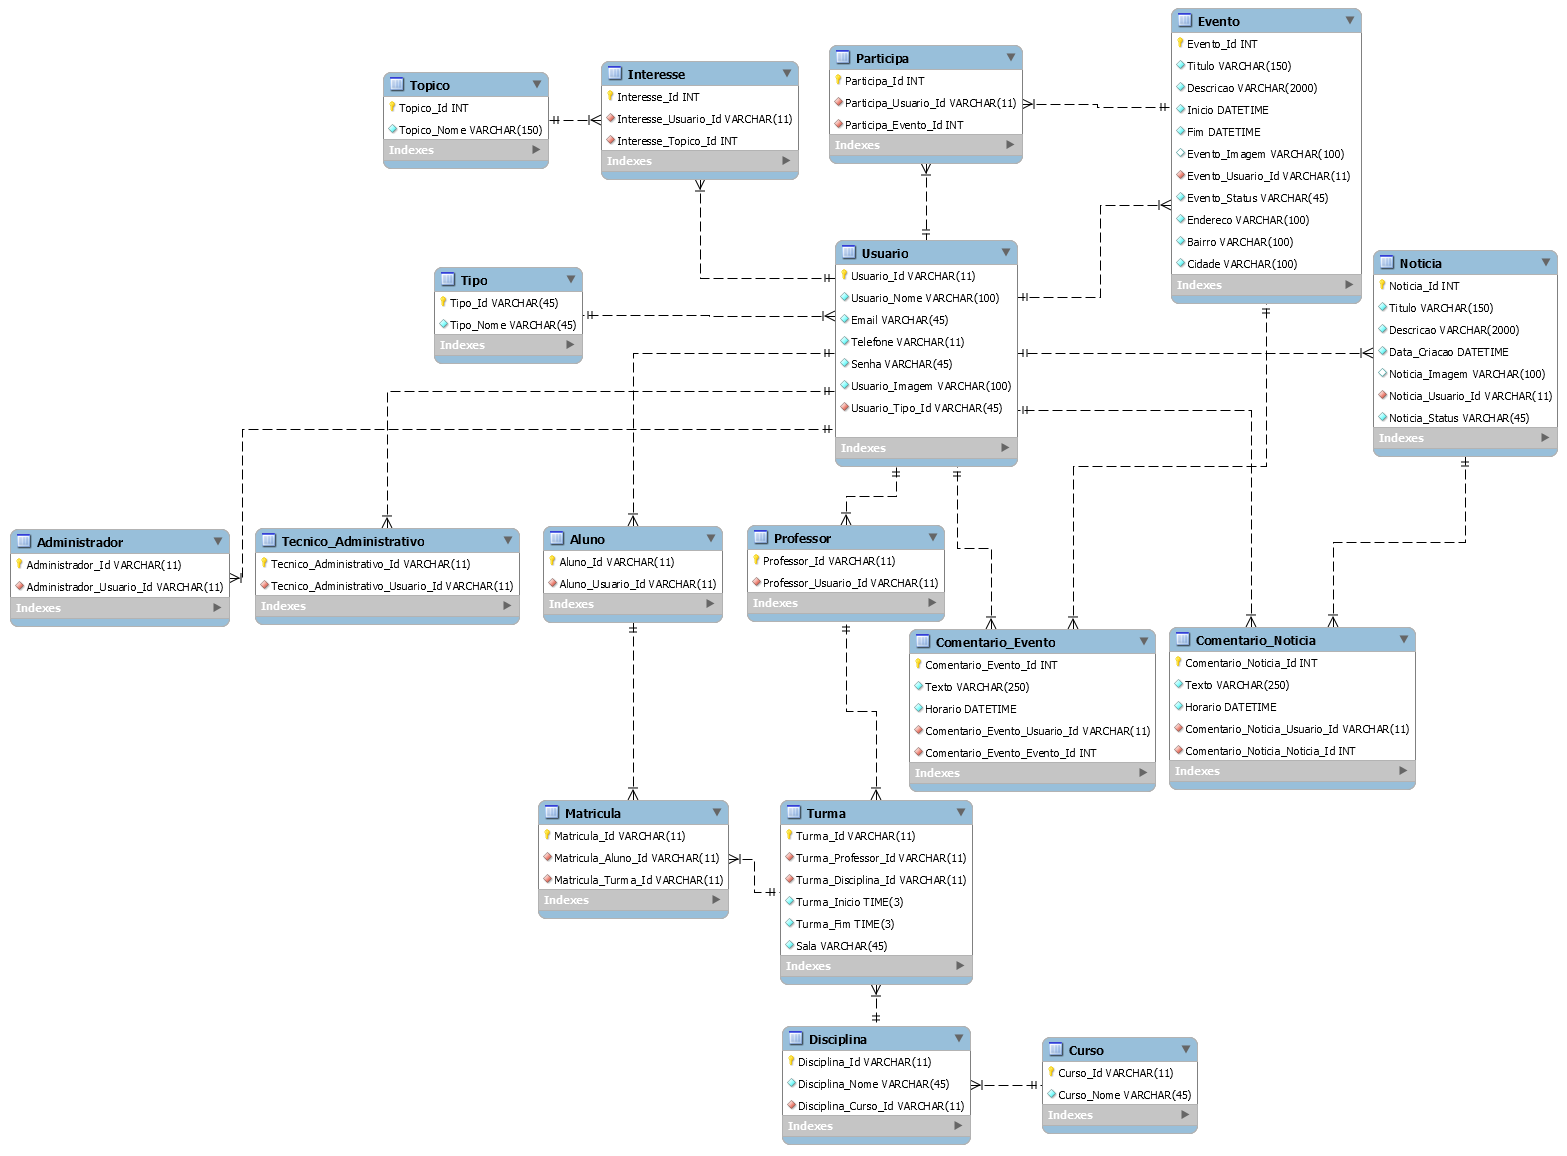 Evento
Evento_Id INT
Titulo VARCHAR(150)
Descricao VARCHAR(2000)
Inicio DATETIME
Fim DATETIME
Evento_Imagem VARCHAR(100)
Evento_Usuario_Id VARCHAR(11)
Evento_Status VARCHAR(45)
Endereco VARCHAR(100)
Bairro VARCHAR(100)
Cidade VARCHAR(100)
Indexes
Participa
Participa_Id INT
Participa_Usuario_Id VARCHAR(11)
Participa_Evento_Id INT
Indexes
Interesse
Interesse_Id INT
Interesse_Usuario_Id VARCHAR(11)
Interesse_Topico_Id INT
Indexes
Topico
Topico_Id INT
Topico_Nome VARCHAR(150)
Indexes
Usuario
Usuario_Id VARCHAR(11)
Usuario_Nome VARCHAR(100)
Email VARCHAR(45)
Telefone VARCHAR(11)
Senha VARCHAR(45)
Usuario_Imagem VARCHAR(100)
Usuario_Tipo_Id VARCHAR(45)
Indexes
Noticia
Noticia_Id INT
Titulo VARCHAR(150)
Descricao VARCHAR(2000)
Data_Criacao DATETIME
Noticia_Imagem VARCHAR(100)
Noticia_Usuario_Id VARCHAR(11)
Noticia_Status VARCHAR(45)
Indexes
Tipo
Tipo_Id VARCHAR(45)
Tipo_Nome VARCHAR(45)
Indexes
Administrador
Administrador_Id VARCHAR(11)
Administrador_Usuario_Id VARCHAR(11)
Indexes
Tecnico_Administrativo
Tecnico_Administrativo_Id VARCHAR(11)
Tecnico_Administrativo_Usuario_Id VARCHAR(11)
Indexes
Aluno
Aluno_Id VARCHAR(11)
Aluno_Usuario_Id VARCHAR(11)
Indexes
Professor
Professor_Id VARCHAR(11)
Professor_Usuario_Id VARCHAR(11)
Indexes
Comentario_Evento
Comentario_Evento_Id INT
Texto VARCHAR(250)
Horario DATETIME
Comentario_Evento_Usuario_Id VARCHAR(11)
Comentario_Evento_Evento_Id INT
Indexes
Comentario_Noticia
Comentario_Noticia_Id INT
Texto VARCHAR(250)
Horario DATETIME
Comentario_Noticia_Usuario_Id VARCHAR(11)
Comentario_Noticia_Noticia_Id INT
Indexes
Matricula
Matricula_Id VARCHAR(11)
Matricula_Aluno_Id VARCHAR(11)
Matricula_Turma_Id VARCHAR(11)
Indexes
Turma
Turma_Id VARCHAR(11)
Turma_Professor_Id VARCHAR(11)
Turma_Disciplina_Id VARCHAR(11)
Turma_Inicio TIME(3)
Turma_Fim TIME(3)
Sala VARCHAR(45)
Indexes
Disciplina
Disciplina_Id VARCHAR(11)
Disciplina_Nome VARCHAR(45)
Disciplina_Curso_Id VARCHAR(11)
Indexes
Curso
Curso_Id VARCHAR(11)
Curso_Nome VARCHAR(45)
Indexes